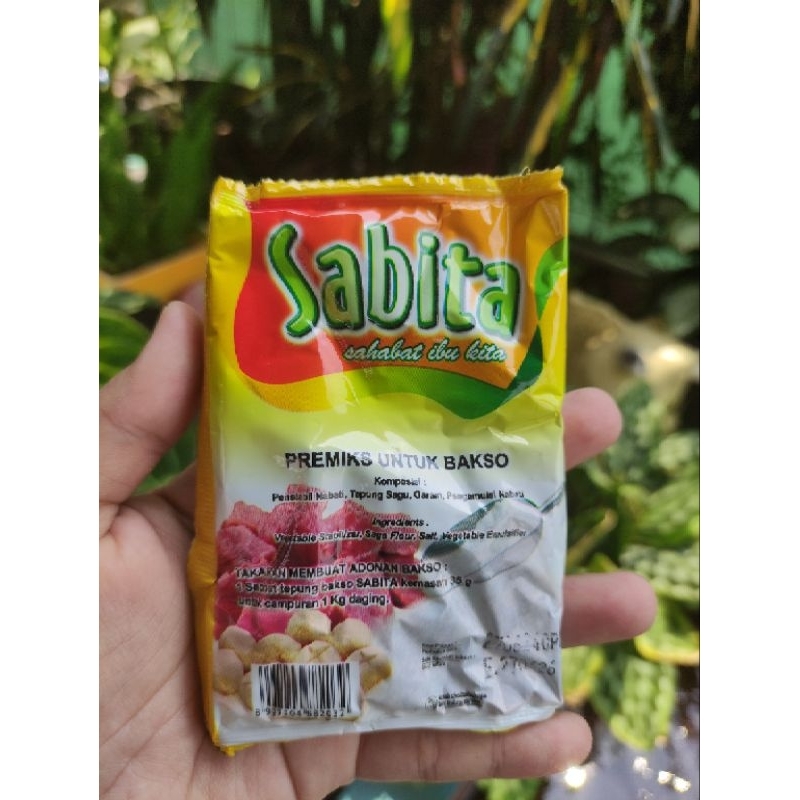 Sabita
sahabat ibu kita
PREMIKS UNTUK BAKSO
Komposisi :
Penstabil Nabati, Tepung Sagu, Garam, Pengemulsi Nabati
Ingredients :
Vegetable Stabilizer, Sago Flour, Salt, Vegetable Emulsifier
TAKARAN MEMBUAT ADONAN BAKSO :
1 Sachet tepung bakso SABITA kemasan 35 g
untuk campuran 1 Kg daging.